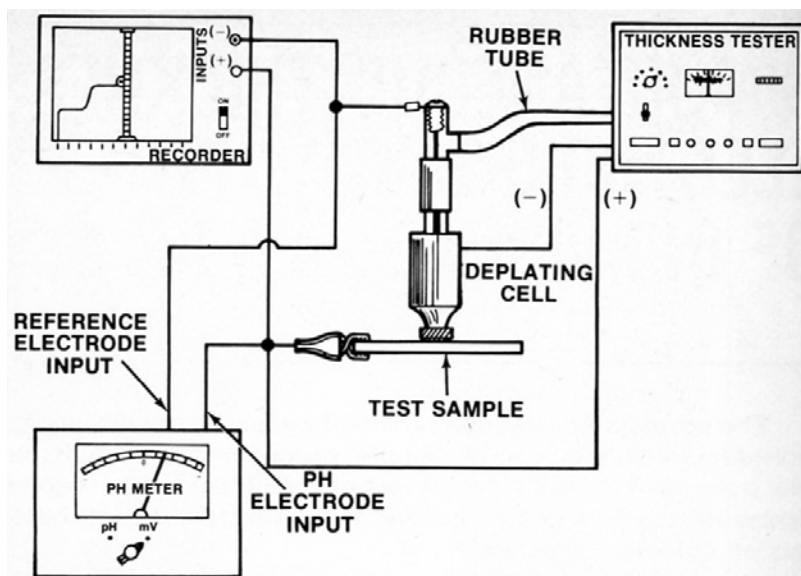 INPUTS
(-)
(+)
ON
OFF
RECORDER
RUBBER
TUBE
THICKNESS TESTER
(-)
(+)
DEPLATING
CELL
REFERENCE
ELECTRODE
INPUT
TEST SAMPLE
PH
ELECTRODE
INPUT
0
PH METER
pH mV